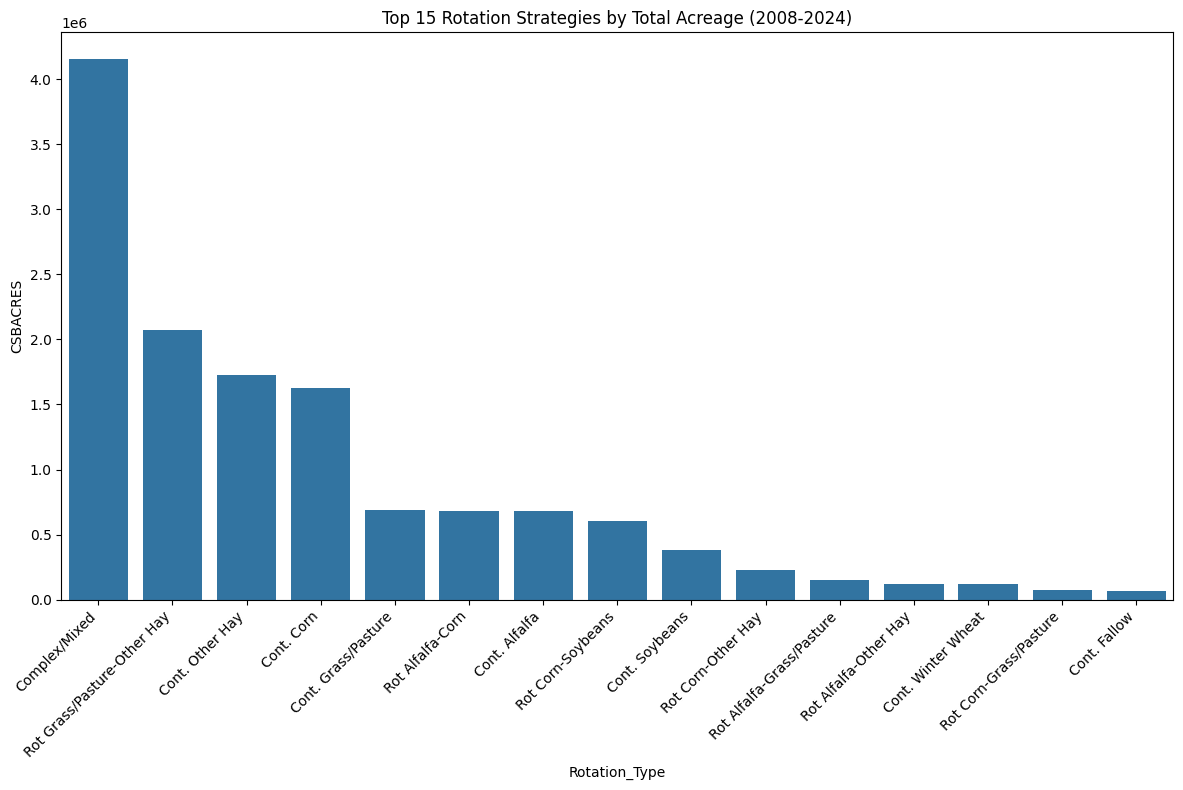 Top 15 Rotation Strategies by Total Acreage (2008-2024)
1e6
4.0
3.5
3.0
2.5
2.0
1.5
1.0
0.5
0.0
CSBACRES
Complex/Mixed
Rot Grass/Pasture-Other Hay
Cont. Other Hay
Cont. Corn
Cont. Grass/Pasture
Rot Alfalfa-Corn
Cont. Alfalfa
Rot Corn-Soybeans
Cont. Soybeans
Rot Corn-Other Hay
Rot Alfalfa-Grass/Pasture
Rot Alfalfa-Other Hay
Cont. Winter Wheat
Rot Corn-Grass/Pasture
Cont. Fallow
Rotation_Type